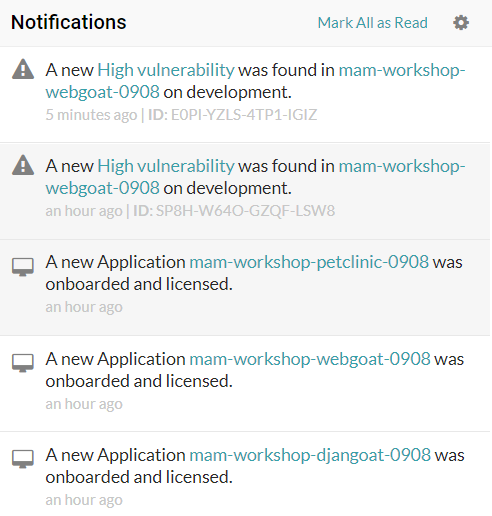 Notifications
Mark All as Read
A new High vulnerability was found in mam-workshop-
webgoat-0908 on development.
5 minutes ago | ID: E0PI-YZLS-4TP1-IGIZ
A new High vulnerability was found in mam-workshop-
webgoat-0908 on development.
an hour ago | ID: SP8H-W64O-GZQF-LSW8
A new Application mam-workshop-petclinic-0908 was
onboarded and licensed.
an hour ago
A new Application mam-workshop-webgoat-0908 was
onboarded and licensed.
an hour ago
A new Application mam-workshop-djangoat-0908 was
onboarded and licensed.
an hour ago